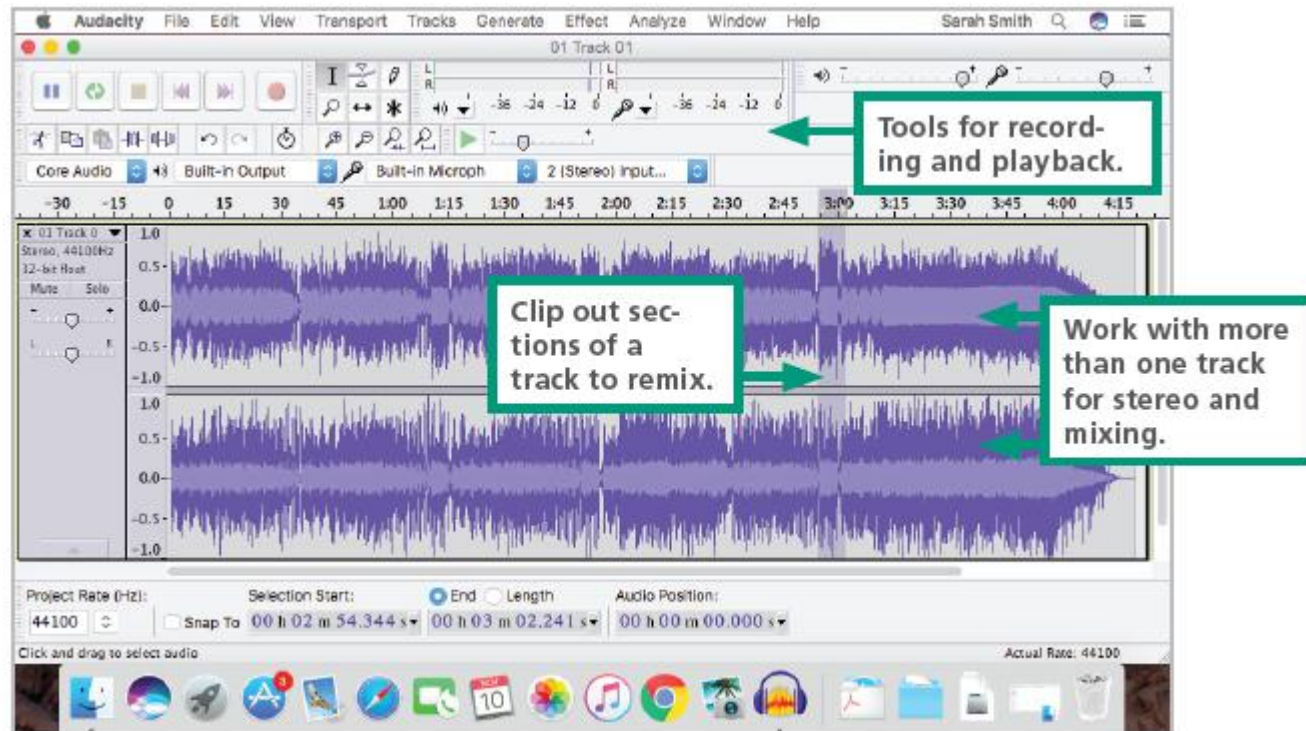 Audacity File Edit View Transport Tracks Generate Effect Analyze Window Help Sarah Smith
01 Track 01
L L
R R
-36 -24 -12 0 -36 -24 -12 0
Tools for record-
ing and playback.
Core Audio Built-in Output Built-in Microph 2 (Stereo) Input...
-30 -15 0 15 30 45 1:00 1:15 1:30 1:45 2:00 2:15 2:30 2:45 3:00 3:15 3:30 3:45 4:00 4:15
x 01 Track 0 1.0
Stereo, 44100Hz
32-bit float 0.5
Mute Solo
- + 0.0
L R -0.5
-1.0
Clip out sec-
tions of a
track to remix.
Work with more
than one track
for stereo and
mixing.
1.0
0.5
0.0
-0.5
-1.0
Project Rate (Hz): Selection Start: End Length Audio Position:
44100 Snap To 00 h 02 m 54.344 s 00 h 03 m 02.241 s 00 h 00 m 00.000 s
Click and drag to select audio Actual Rate: 44100
3
NOV
10